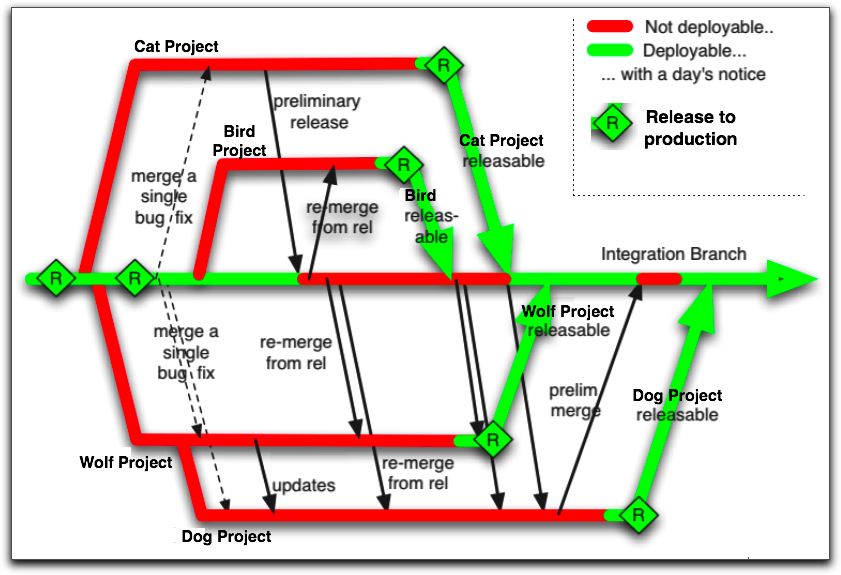 Cat Project
Not deployable..
Deployable...
... with a day's notice
R
R
Release to
production
preliminary
release
Bird
Project
R
Cat Project
releasable
merge a
single
bug fix
re-merge
from rel
Bird
releas-
able
Integration Branch
R
R
merge a
single
bug fix
re-merge
from rel
Wolf Project
releasable
prelim
merge
Dog Project
releasable
R
Wolf Project
updates
re-merge
from rel
R
Dog Project